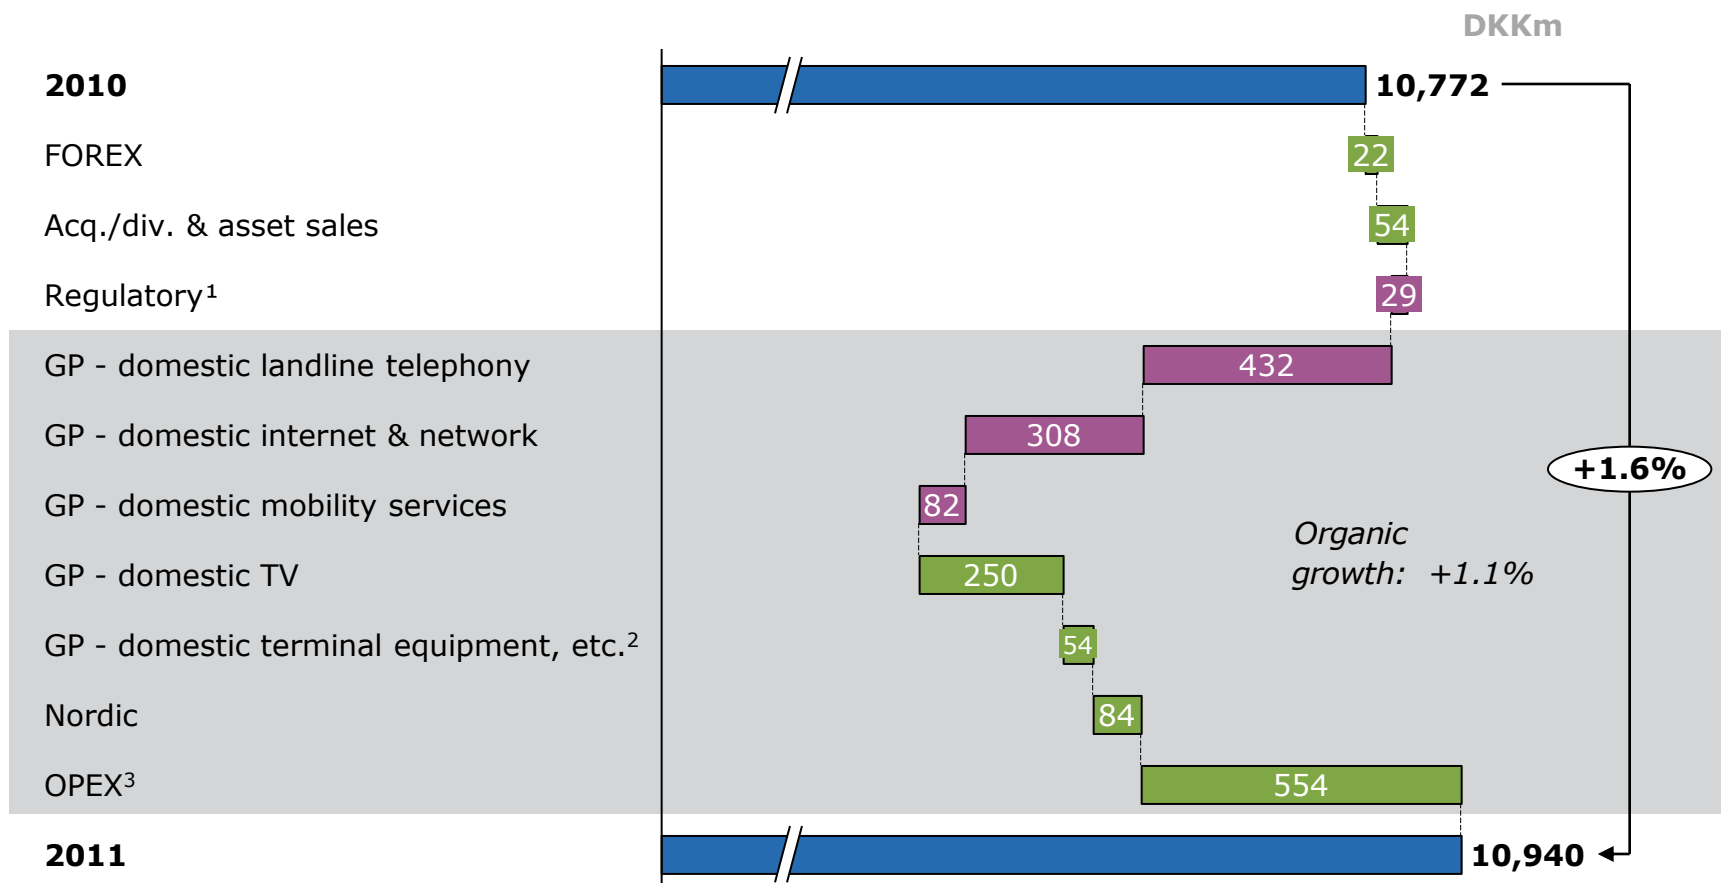 DKKm
2010 10,772
FOREX 22
Acq./div. & asset sales 54
Regulatory¹ 29
GP - domestic landline telephony 432
GP - domestic internet & network 308
+1.6%
GP - domestic mobility services 82
Organic
growth: +1.1%
GP - domestic TV 250
GP - domestic terminal equipment, etc.² 54
Nordic 84
OPEX³ 554
2011 10,940